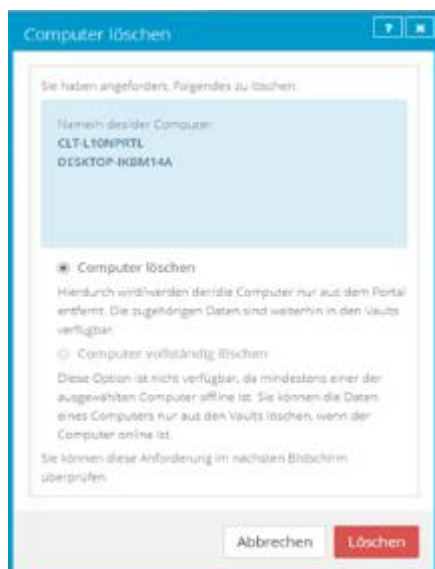 Computer löschen
Sie haben angefordert, Folgendes zu löschen:
Name/n des/der Computer
CLT-L10NPRTL
DESKTOP-IKBM14A
Computer löschen
Hierdurch wird/werden der/die Computer nur aus dem Portal
entfernt. Die zugehörigen Daten sind weiterhin in den Vaults
verfügbar.
Computer vollständig löschen
Diese Option ist nicht verfügbar, da mindestens einer der
ausgewählten Computer offline ist. Sie können die Daten
eines Computers nur aus den Vaults löschen, wenn der
Computer online ist.
Sie können diese Anforderung im nächsten Bildschirm
überprüfen.
Abbrechen Löschen